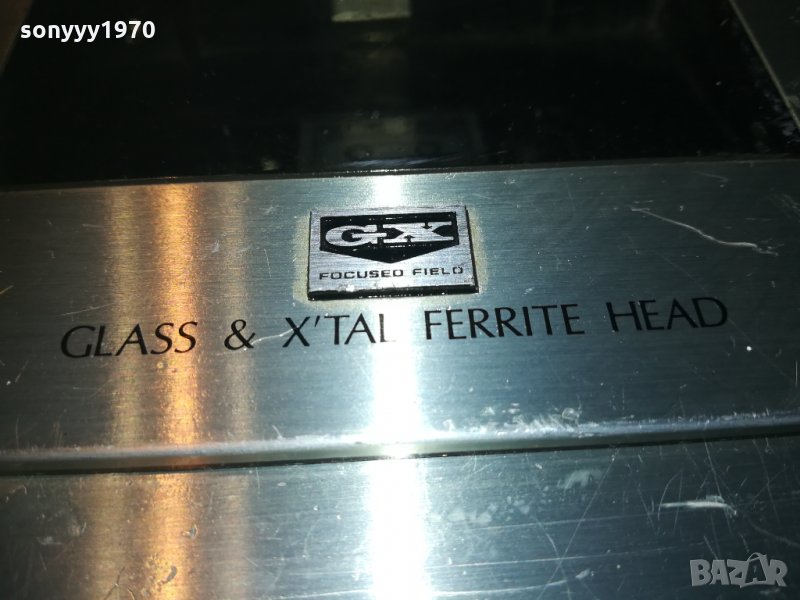 sonyyy1970
GX
FOCUSED FIELD
GLASS & X'TAL FERRITE HEAD
BAZAR